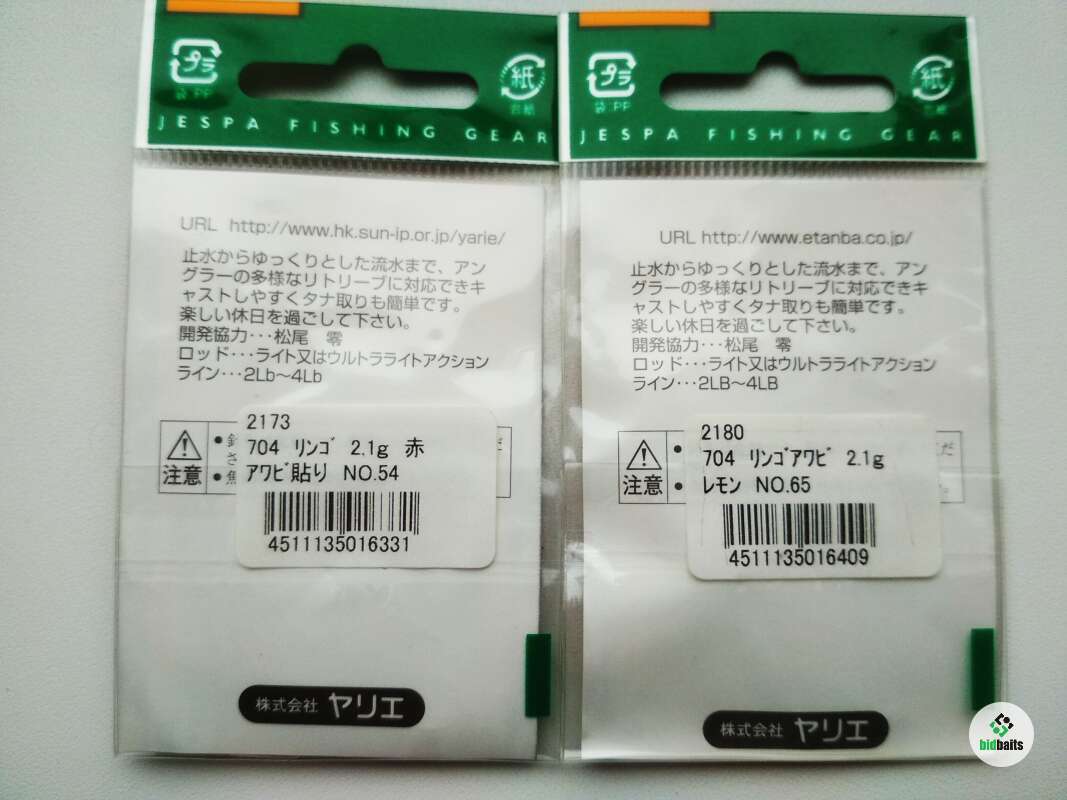 プラ
袋:PP
紙
台紙
JESPA FISHING GEAR
URL http://www.hk.sun-ip.or.jp/yarie/
止水からゆっくりとした流水まで、アン
グラーの多様なリトリーブに対応できキ
ャストしやすくタナ取りも簡単です。
楽しい休日を過ごして下さい。
開発協力･･･松尾　零
ロッド･･･ライト又はウルトラライトアクション
ライン･･･2Lb〜4Lb
注意
2173
704 ﾘﾝｺﾞ 2.1g 赤
ｱﾜﾋﾞ貼り NO.54
4511135016331
株式会社 ヤリエ
プラ
袋:PP
紙
台紙
JESPA FISHING GEAR
URL http://www.etanba.co.jp/
止水からゆっくりとした流水まで、アン
グラーの多様なリトリーブに対応できキ
ャストしやすくタナ取りも簡単です。
楽しい休日を過ごして下さい。
開発協力･･･松尾　零
ロッド･･･ライト又はウルトラライトアクション
ライン･･･2LB〜4LB
注意
2180
704 ﾘﾝｺﾞｱﾜﾋﾞ 2.1g
ﾚﾓﾝ NO.65
4511135016409
株式会社 ヤリエ
bidbaits